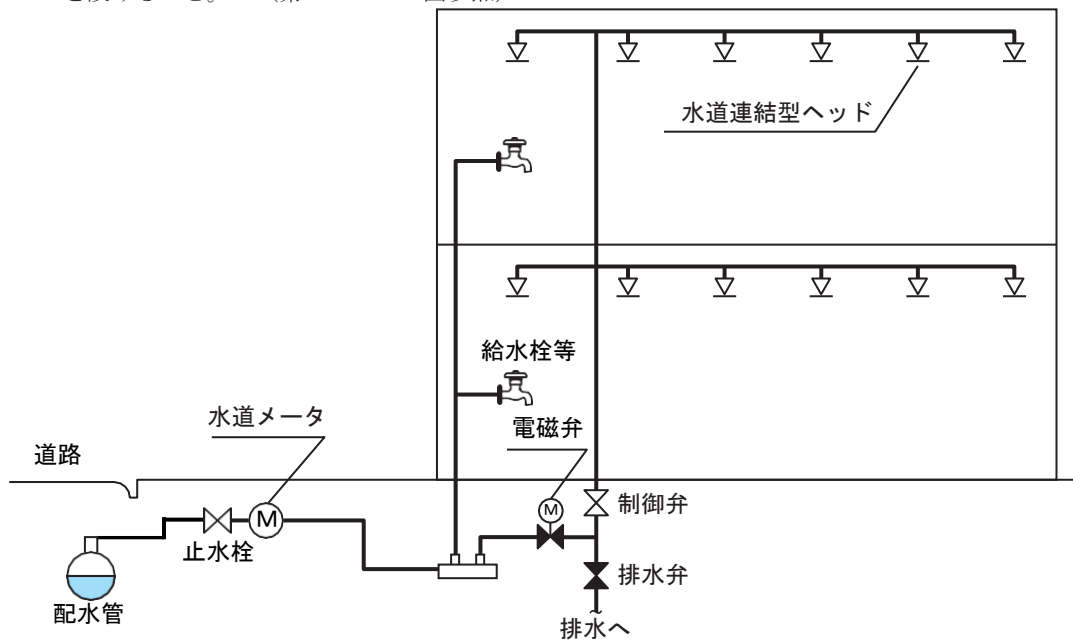 水道連結型ヘッド
給水栓等
水道メータ
電磁弁
道路
M
制御弁
M
止水栓
排水弁
配水管
排水へ